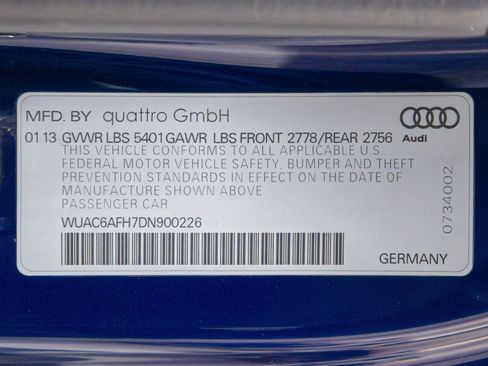 MFD. BY quattro GmbH
01 13 GVWR LBS 5401 GAWR LBS FRONT 2778/REAR 2756
Audi
THIS VEHICLE CONFORMS TO ALL APPLICABLE U.S.
FEDERAL MOTOR VEHICLE SAFETY, BUMPER AND THEFT
PREVENTION STANDARDS IN EFFECT ON THE DATE OF
MANUFACTURE SHOWN ABOVE
PASSENGER CAR
WUAC6AFH7DN900226
0734002
GERMANY